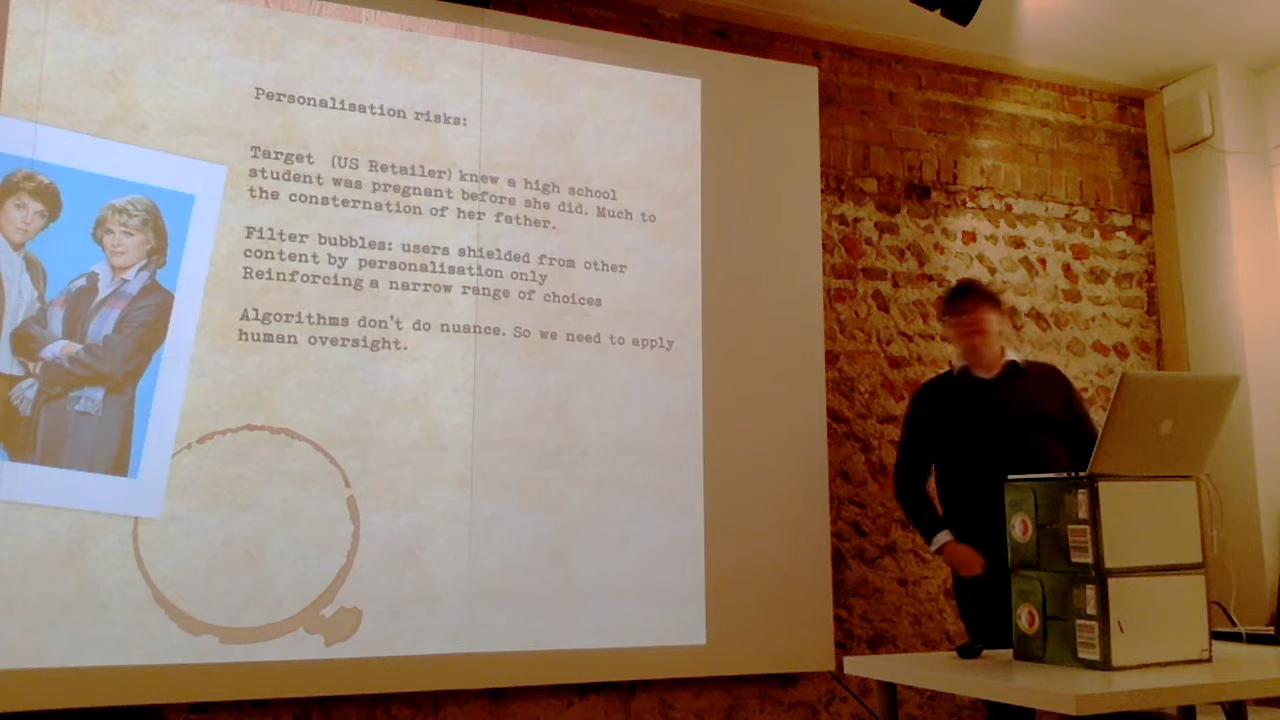 Personalisation risks:
Target (US Retailer) knew a high school
student was pregnant before she did. Much to
the consternation of her father.
Filter bubbles: users shielded from other
content by personalisation only
Reinforcing a narrow range of choices
Algorithms don't do nuance. So we need to apply
human oversight.